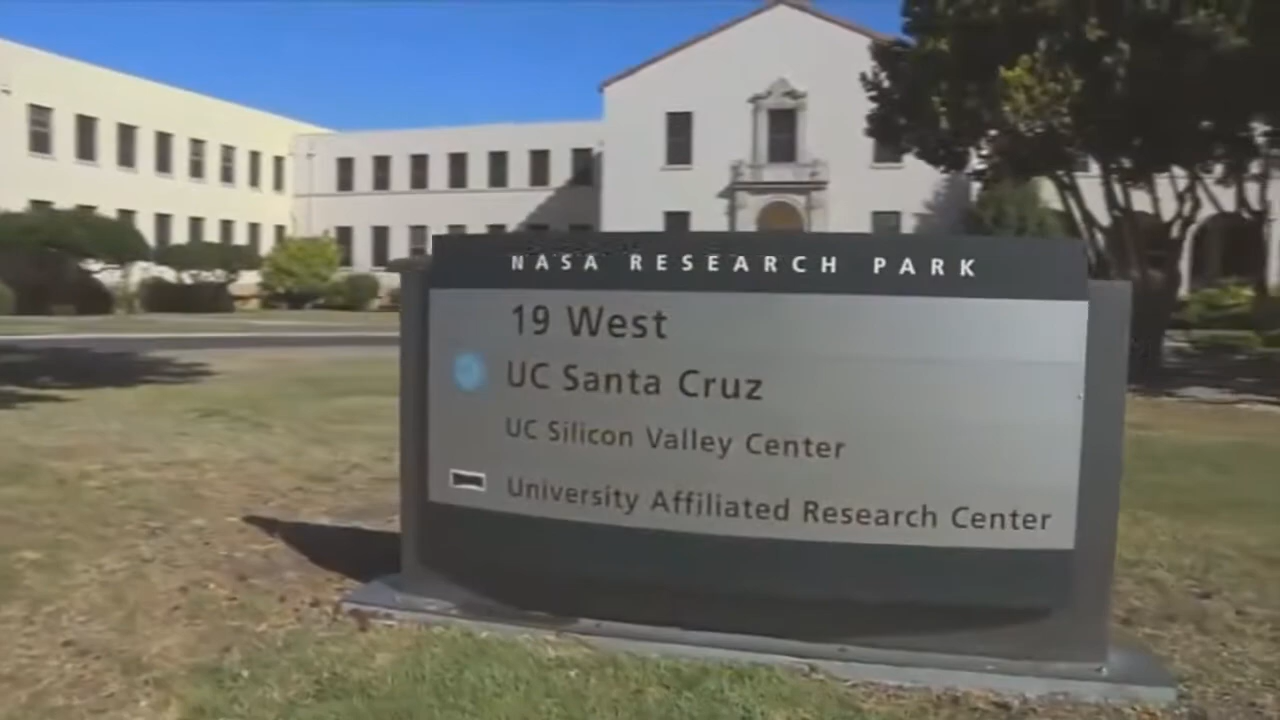 NASA RESEARCH PARK
19 West
UC Santa Cruz
UC Silicon Valley Center
University Affiliated Research Center